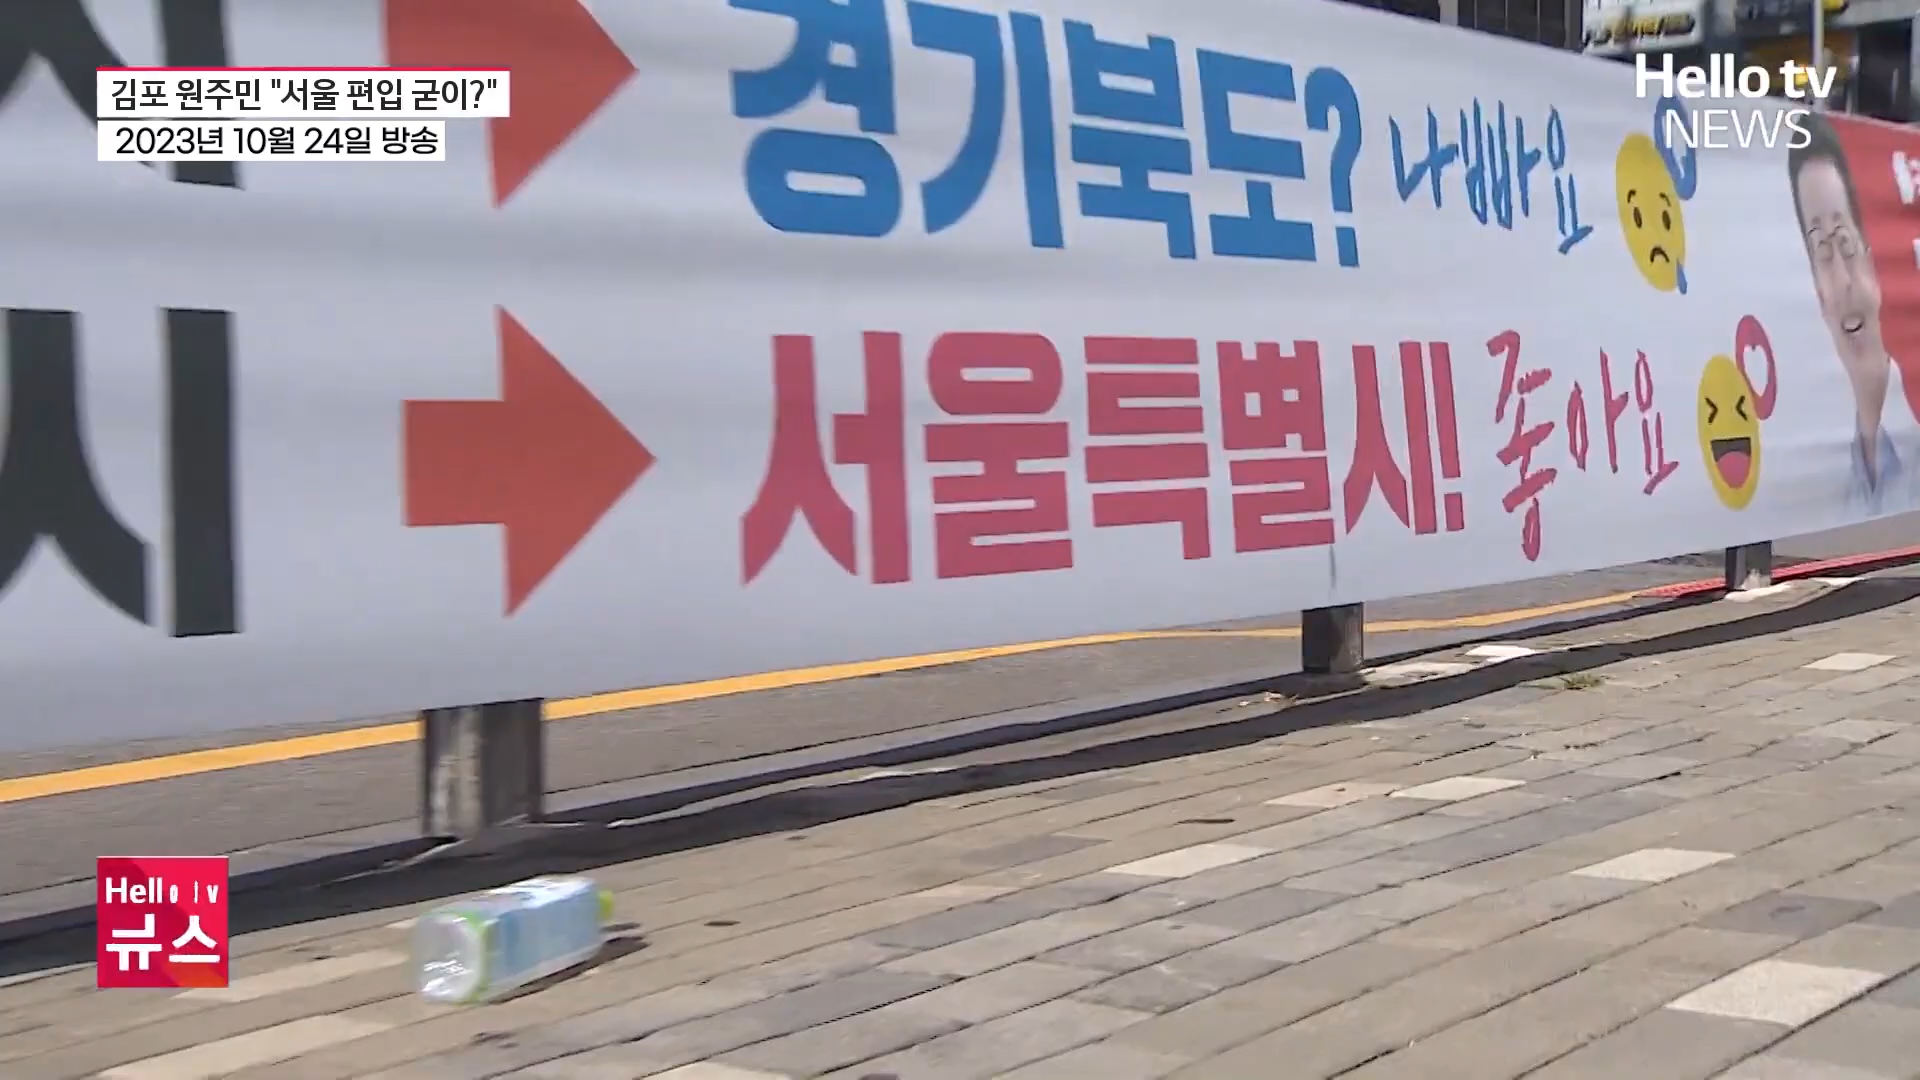 김포 원주민 "서울 편입 굳이?"
2023년 10월 24일 방송
Hello tv
NEWS
시
경기북도? 나빠요
시
서울특별시! 좋아요
Hello tv
뉴스